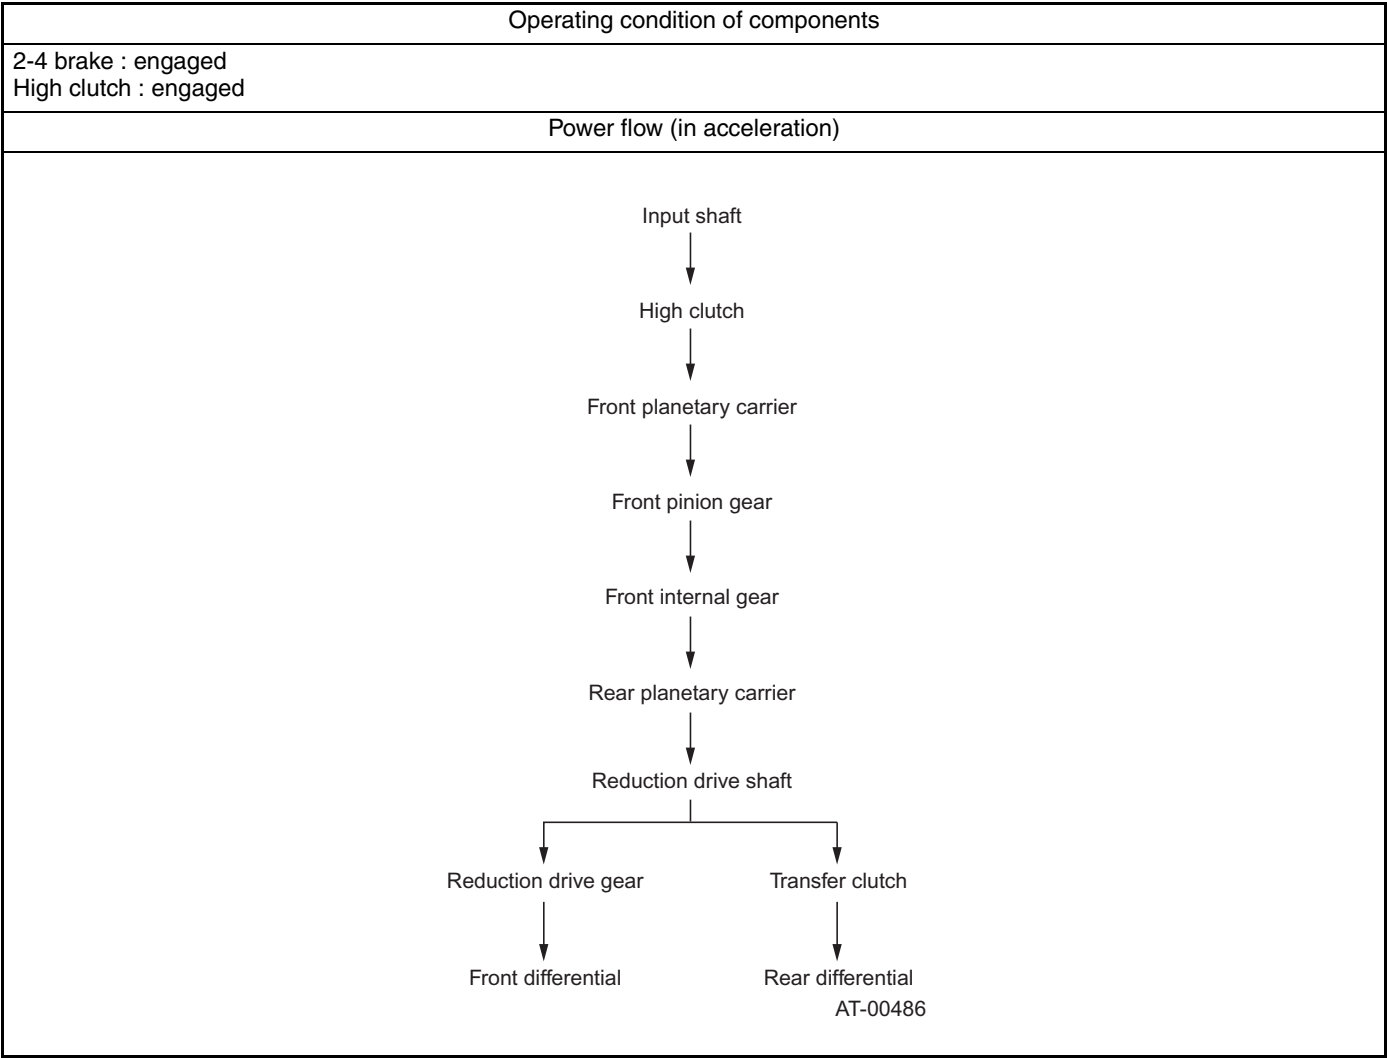 Operating condition of components
2-4 brake : engaged
High clutch : engaged
Power flow (in acceleration)
Input shaft
High clutch
Front planetary carrier
Front pinion gear
Front internal gear
Rear planetary carrier
Reduction drive shaft
Reduction drive gear
Transfer clutch
Front differential
Rear differential
AT-00486